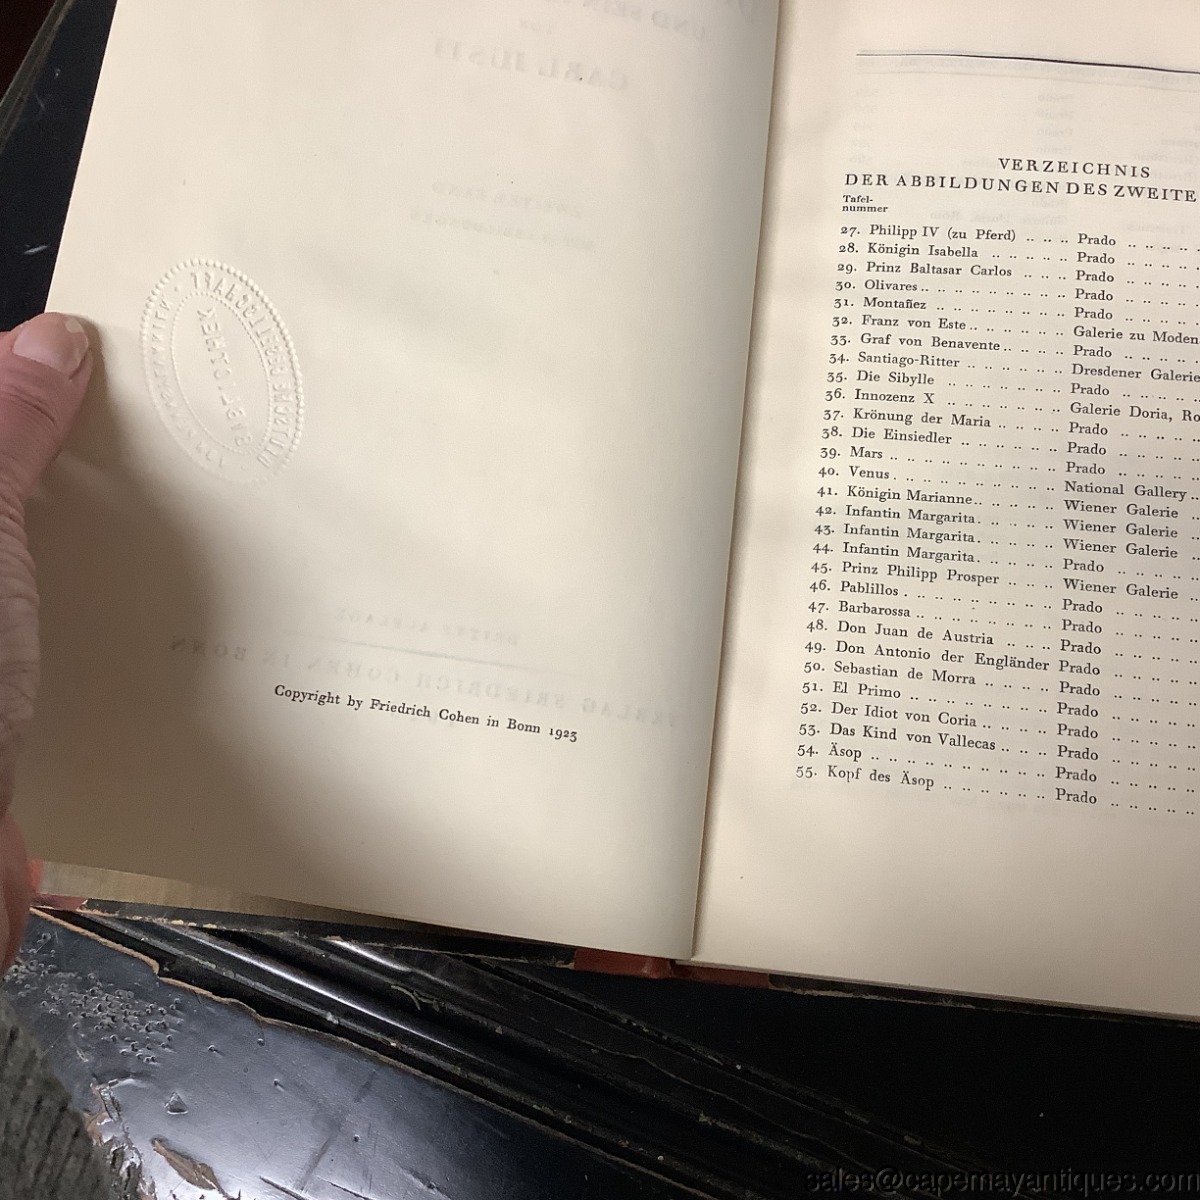 Copyright by Friedrich Cohen in Bonn 1925
VERZEICHNIS
DER ABBILDUNGEN DES ZWEITE
Tafel-
nummer
27. Philipp IV (zu Pferd) .. .. .. Prado .. .. .. ..
28. Königin Isabella .. .. .. .. .. Prado .. .. .. ..
29. Prinz Baltasar Carlos .. .. .. Prado .. .. .. ..
30. Olivares .. .. .. .. .. .. .. .. Prado .. .. .. ..
31. Montañez .. .. .. .. .. .. .. Prado .. .. .. ..
32. Franz von Este .. .. .. .. .. Galerie zu Moden
33. Graf von Benavente .. .. .. .. Prado .. .. .. ..
34. Santiago-Ritter .. .. .. .. .. Dresdener Galerie
35. Die Sibylle .. .. .. .. .. .. Prado .. .. .. ..
36. Innozenz X .. .. .. .. .. .. Galerie Doria, Ro
37. Krönung der Maria .. .. .. .. Prado .. .. .. ..
38. Die Einsiedler .. .. .. .. .. Prado .. .. .. ..
39. Mars .. .. .. .. .. .. .. .. Prado .. .. .. ..
40. Venus . .. .. .. .. .. .. .. National Gallery ..
41. Königin Marianne .. .. .. .. .. Wiener Galerie ..
42. Infantin Margarita . .. .. .. .. Wiener Galerie ..
43. Infantin Margarita . .. .. .. .. Wiener Galerie ..
44. Infantin Margarita . .. .. .. .. Prado .. .. .. ..
45. Prinz Philipp Prosper .. .. .. Wiener Galerie ..
46. Pablillos . .. .. .. .. .. .. .. Prado .. .. .. ..
47. Barbarossa .. .. .. .. .. .. .. Prado .. .. .. ..
48. Don Juan de Austria .. .. .. Prado .. .. .. ..
49. Don Antonio der Engländer Prado .. .. .. ..
50. Sebastian de Morra .. .. .. .. Prado .. .. .. ..
51. El Primo .. .. .. .. .. .. .. Prado .. .. .. ..
52. Der Idiot von Coria .. .. .. .. Prado .. .. .. ..
53. Das Kind von Vallecas .. .. .. Prado .. .. .. ..
54. Äsop .. .. .. .. .. .. .. .. Prado .. .. .. ..
55. Kopf des Äsop .. .. .. .. .. Prado .. .. .. ..
sales@capemayantiques.com